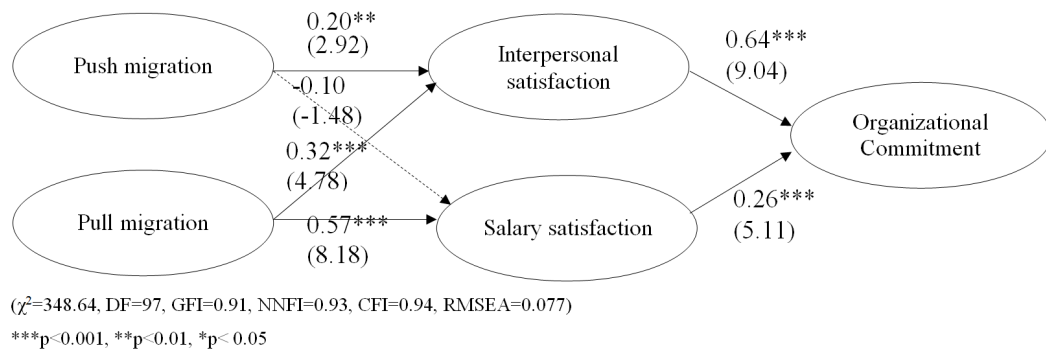 0.20**
(2.92)
Push migration
Interpersonal
satisfaction
0.64***
(9.04)
-0.10
(-1.48)
Organizational
Commitment
0.32***
(4.78)
Pull migration
0.57***
(8.18)
Salary satisfaction
0.26***
(5.11)
(χ²=348.64, DF=97, GFI=0.91, NNFI=0.93, CFI=0.94, RMSEA=0.077)
***p<0.001, **p<0.01, *p< 0.05